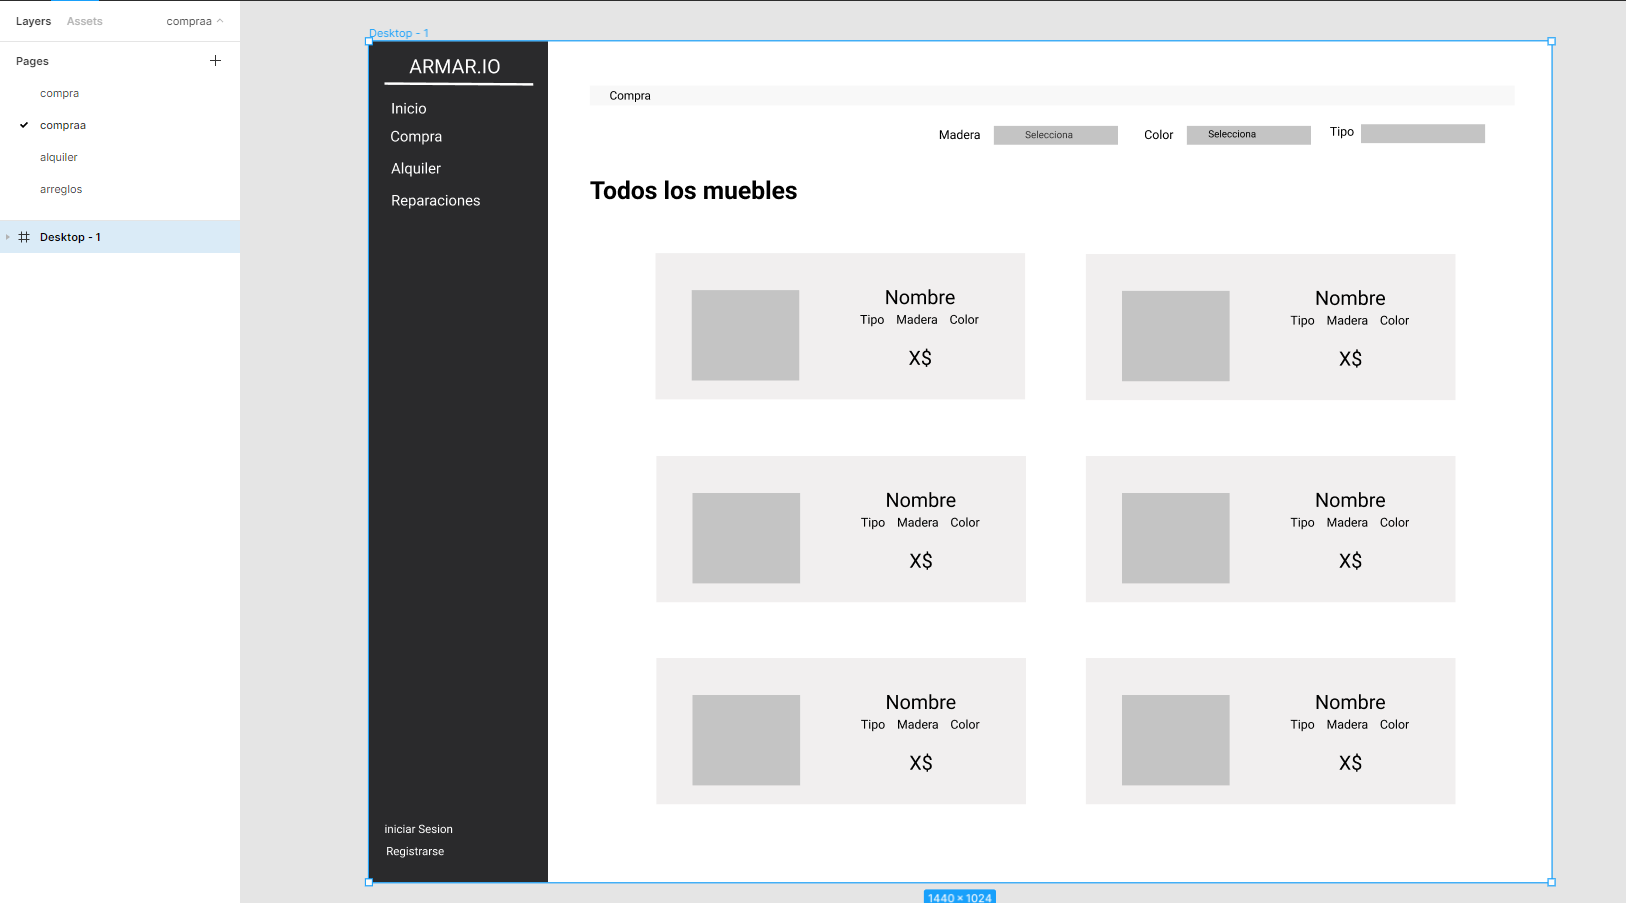 Layers Assets compraa
Pages
compra
compraa
alquiler
arreglos
Desktop - 1
Desktop - 1
ARMAR.IO
Inicio
Compra
Alquiler
Reparaciones
iniciar Sesion
Registrarse
Compra
Madera Selecciona Color Selecciona Tipo
Todos los muebles
Nombre
Tipo Madera Color
X$
Nombre
Tipo Madera Color
X$
Nombre
Tipo Madera Color
X$
Nombre
Tipo Madera Color
X$
Nombre
Tipo Madera Color
X$
Nombre
Tipo Madera Color
X$
1440 × 1024